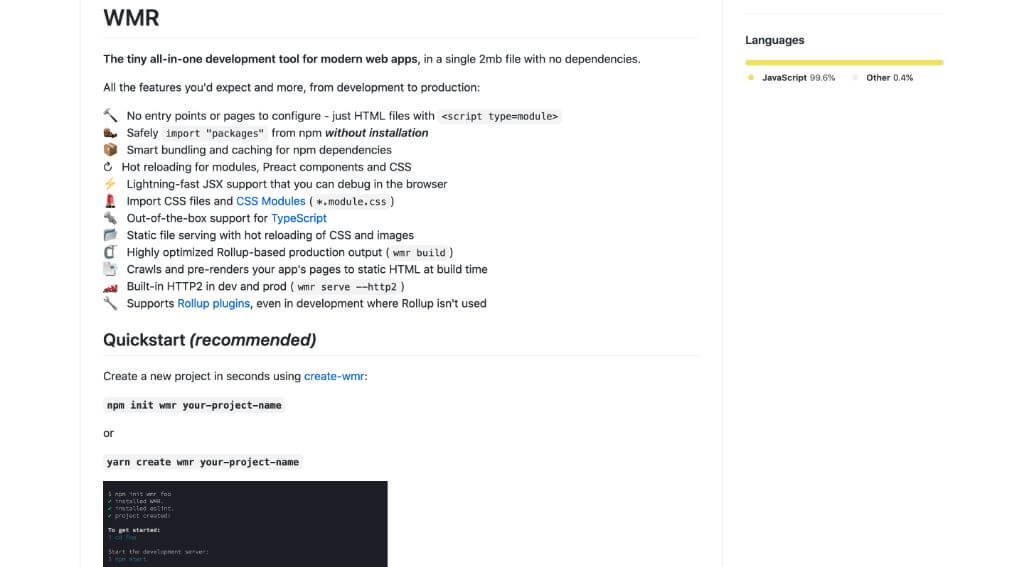 WMR
The tiny all-in-one development tool for modern web apps, in a single 2mb file with no dependencies.
All the features you'd expect and more, from development to production:
No entry points or pages to configure - just HTML files with <script type=module>
Safely import "packages" from npm without installation
Smart bundling and caching for npm dependencies
Hot reloading for modules, Preact components and CSS
Lightning-fast JSX support that you can debug in the browser
Import CSS files and CSS Modules (*.module.css)
Out-of-the-box support for TypeScript
Static file serving with hot reloading of CSS and images
Highly optimized Rollup-based production output (wmr build)
Crawls and pre-renders your app's pages to static HTML at build time
Built-in HTTP2 in dev and prod (wmr serve --http2)
Supports Rollup plugins, even in development where Rollup isn't used
Quickstart (recommended)
Create a new project in seconds using create-wmr:
npm init wmr your-project-name
or
yarn create wmr your-project-name
$ npm init wmr foo
✔ installed WMR.
✔ installed eslint.
✔ project created!
To get started:
$ cd foo
Start the development server:
$ npm start
Languages
JavaScript 99.6%
Other 0.4%